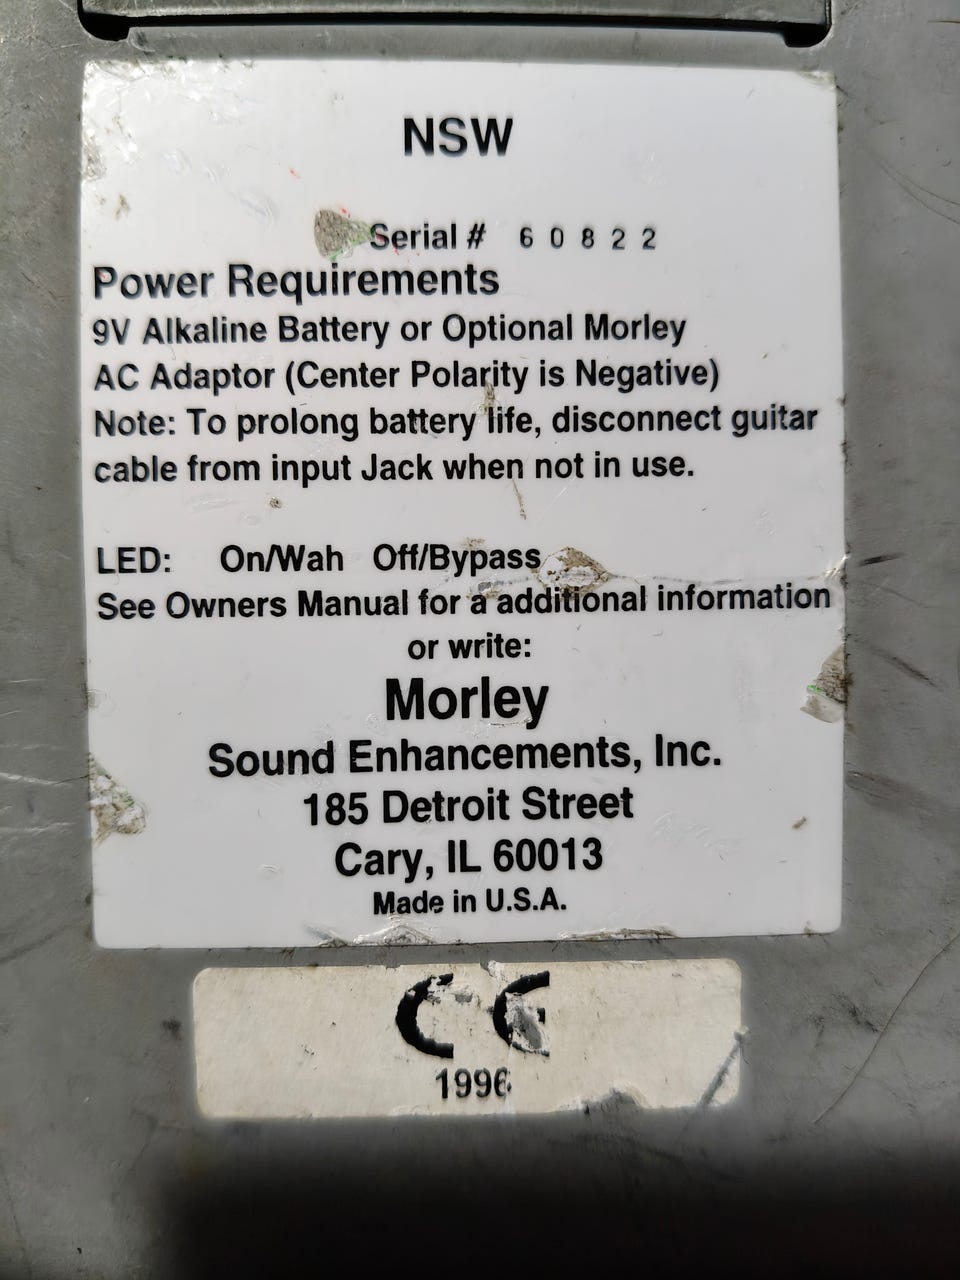 NSW
Serial # 60822
Power Requirements
9V Alkaline Battery or Optional Morley
AC Adaptor (Center Polarity is Negative)
Note: To prolong battery life, disconnect guitar
cable from input Jack when not in use.
LED: On/Wah Off/Bypass
See Owners Manual for a additional information
or write:
Morley
Sound Enhancements, Inc.
185 Detroit Street
Cary, IL 60013
Made in U.S.A.
CE
1996